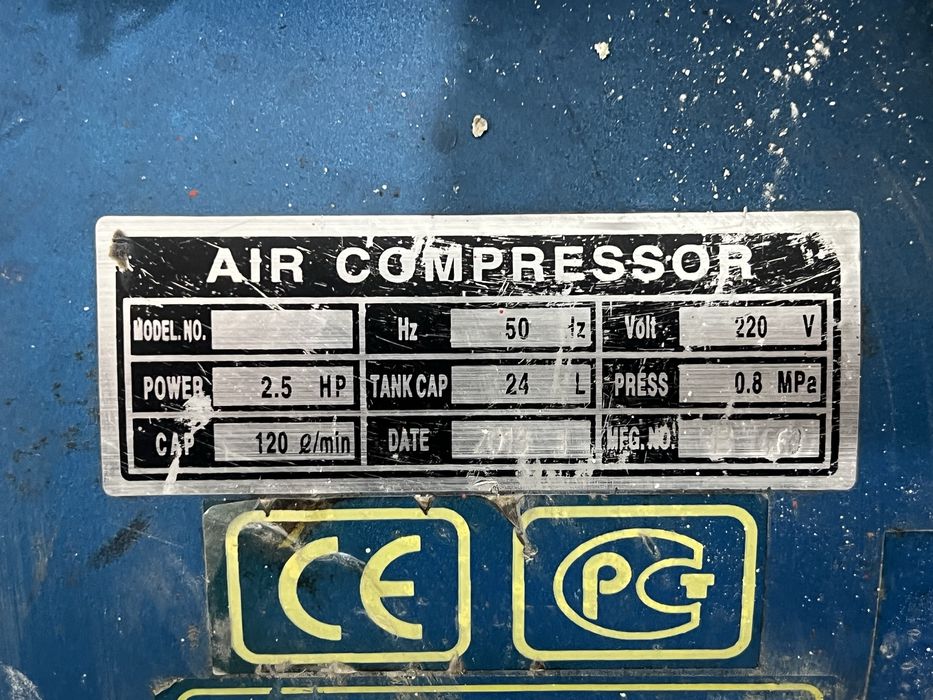 AIR COMPRESSOR
MODEL.NO. Hz 50 Hz Volt 220 V
POWER 2.5 HP TANK CAP 24 L PRESS 0.8 MPa
CAP 120 ℓ/min DATE MFG.NO
CE PCT